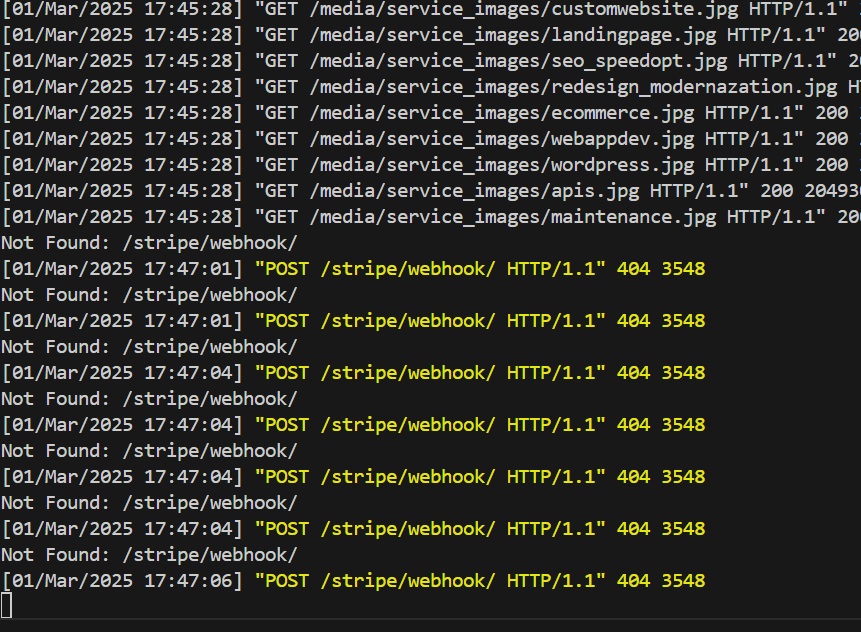 [01/Mar/2025 17:45:28] "GET /media/service_images/customwebsite.jpg HTTP/1.1"
[01/Mar/2025 17:45:28] "GET /media/service_images/landingpage.jpg HTTP/1.1" 20
[01/Mar/2025 17:45:28] "GET /media/service_images/seo_speedopt.jpg HTTP/1.1" 2
[01/Mar/2025 17:45:28] "GET /media/service_images/redesign_modernazation.jpg H
[01/Mar/2025 17:45:28] "GET /media/service_images/ecommerce.jpg HTTP/1.1" 200
[01/Mar/2025 17:45:28] "GET /media/service_images/webappdev.jpg HTTP/1.1" 200
[01/Mar/2025 17:45:28] "GET /media/service_images/wordpress.jpg HTTP/1.1" 200
[01/Mar/2025 17:45:28] "GET /media/service_images/apis.jpg HTTP/1.1" 200 20493
[01/Mar/2025 17:45:28] "GET /media/service_images/maintenance.jpg HTTP/1.1" 20
Not Found: /stripe/webhook/
[01/Mar/2025 17:47:01] "POST /stripe/webhook/ HTTP/1.1" 404 3548
Not Found: /stripe/webhook/
[01/Mar/2025 17:47:01] "POST /stripe/webhook/ HTTP/1.1" 404 3548
Not Found: /stripe/webhook/
[01/Mar/2025 17:47:04] "POST /stripe/webhook/ HTTP/1.1" 404 3548
Not Found: /stripe/webhook/
[01/Mar/2025 17:47:04] "POST /stripe/webhook/ HTTP/1.1" 404 3548
Not Found: /stripe/webhook/
[01/Mar/2025 17:47:04] "POST /stripe/webhook/ HTTP/1.1" 404 3548
Not Found: /stripe/webhook/
[01/Mar/2025 17:47:04] "POST /stripe/webhook/ HTTP/1.1" 404 3548
Not Found: /stripe/webhook/
[01/Mar/2025 17:47:06] "POST /stripe/webhook/ HTTP/1.1" 404 3548